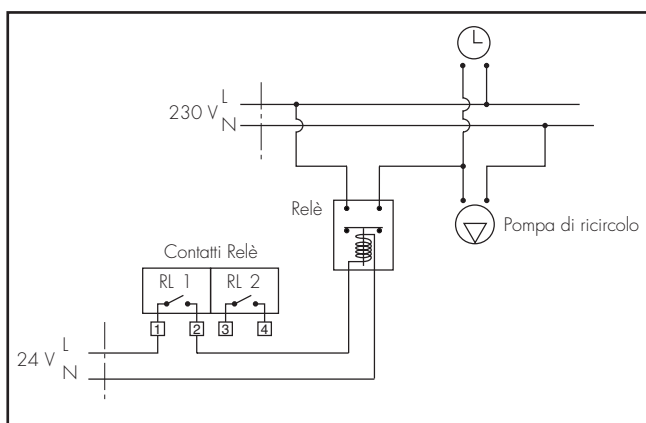 L
230 V
N
Relè
Pompa di ricircolo
Contatti Relè
RL 1 RL 2
1 2 3 4
L
24 V
N